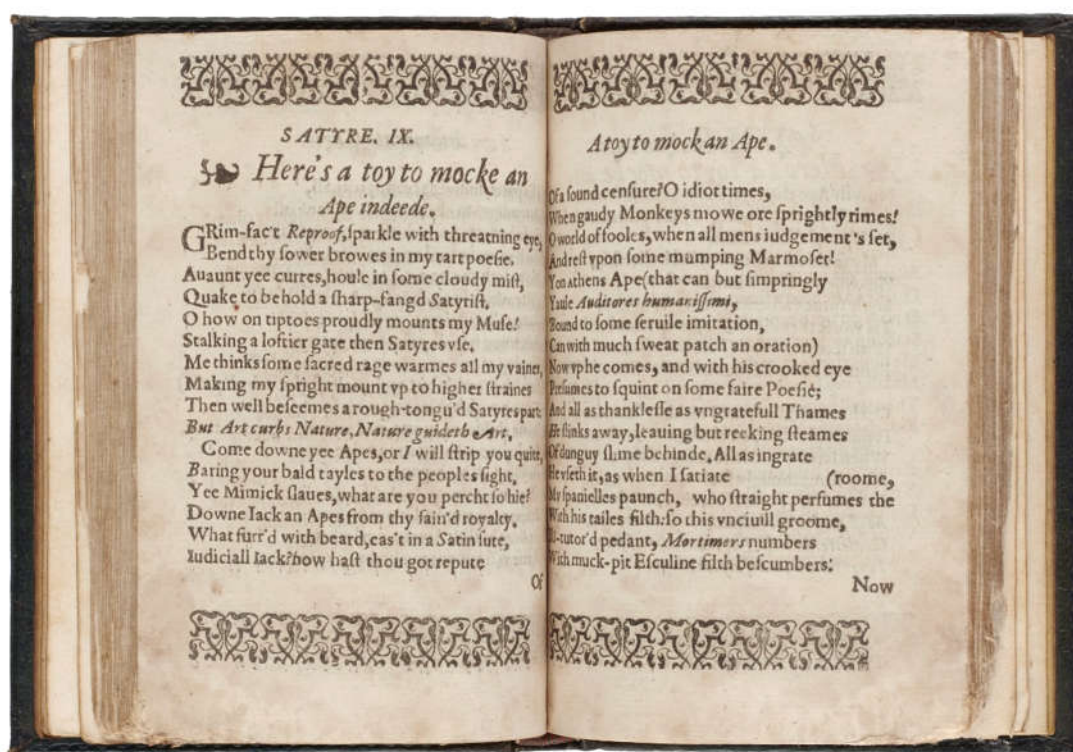 SATYRE. IX.
Here's a toy to mocke an
Ape indeede.
GRim-fac't Reproof, sparkle with threatning eye,
Bend thy sower browes in my tart poesie.
Auaunt yee curres, houle in some cloudy mist,
Quake to behold a sharp-fangd Satyrist,
O how on tiptoes proudly mounts my Muse!
Stalking a loftier gate then Satyres vse.
Me thinks some sacred rage warmes all my vaines,
Making my spright mount vp to higher straines
Then well beseemes a rough-tongu'd Satyres part:
But Art curbs Nature, Nature guideth Art.
Come downe yee Apes, or I will strip you quite,
Baring your bald tayles to the peoples sight,
Yee Mimick slaues, what are you percht so hie?
Downe Iack an Apes from thy fain'd royalty.
What furr'd with beard, cas't in a Satin sute,
Iudiciall Iack? how hast thou got repute
Of
A toy to mock an Ape.
Of a sound censure? O idiot times,
When gaudy Monkeys mowe ore sprightly rimes!
O world of fooles, when all mens iudgement's set,
And rest vpon some mumping Marmoset!
Yon Athens Ape (that can but simpringly
Yaule Auditores humanissimi,
Bound to some seruile imitation,
Can with much sweat patch an oration)
Now vp he comes, and with his crooked eye
Presumes to squint on some faire Poesie;
And all as thanklesse as vngratefull Thames
He slinks away, leauing but reeking steames
Of dunguy slime behinde. All as ingrate
He vseth it, as when I satiate (roome,
My spanielles paunch, who straight perfumes the
With his tailes filth: so this vnciuill groome,
Ill-tutor'd pedant, Mortimers numbers
With muck-pit Esculine filth bescumbers:
Now